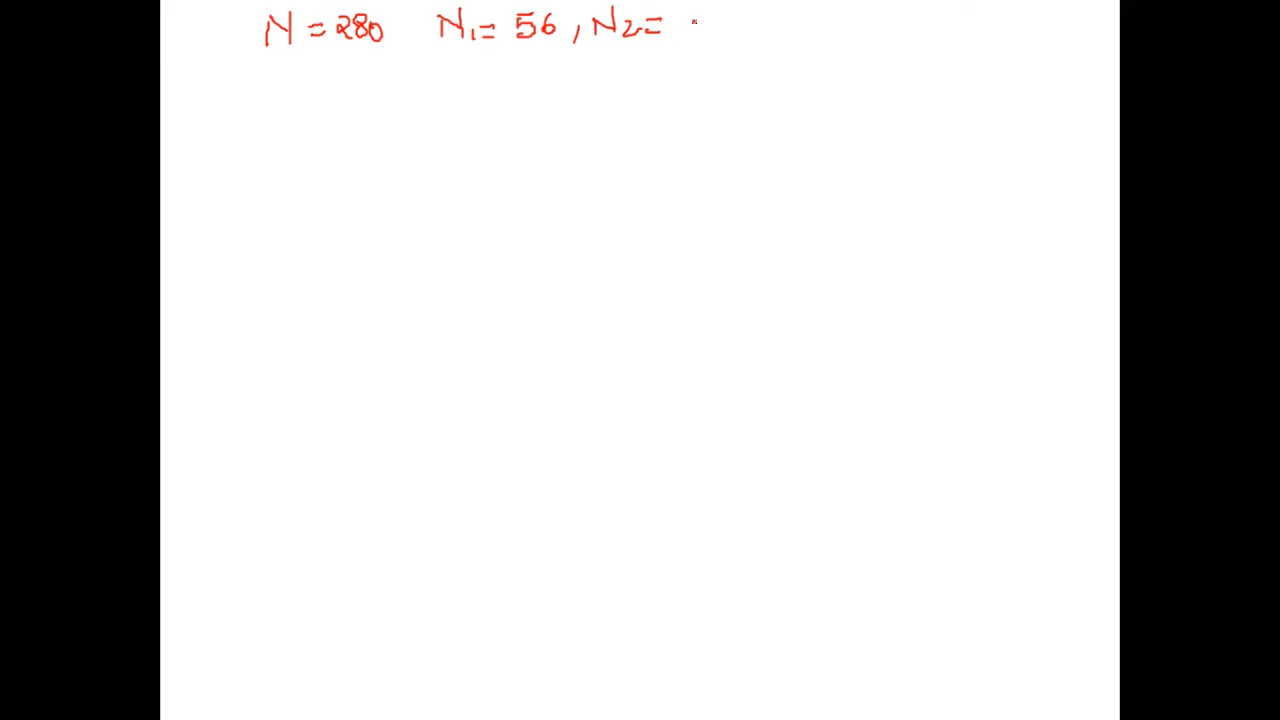 N = 280 N1 = 56 , N2 =